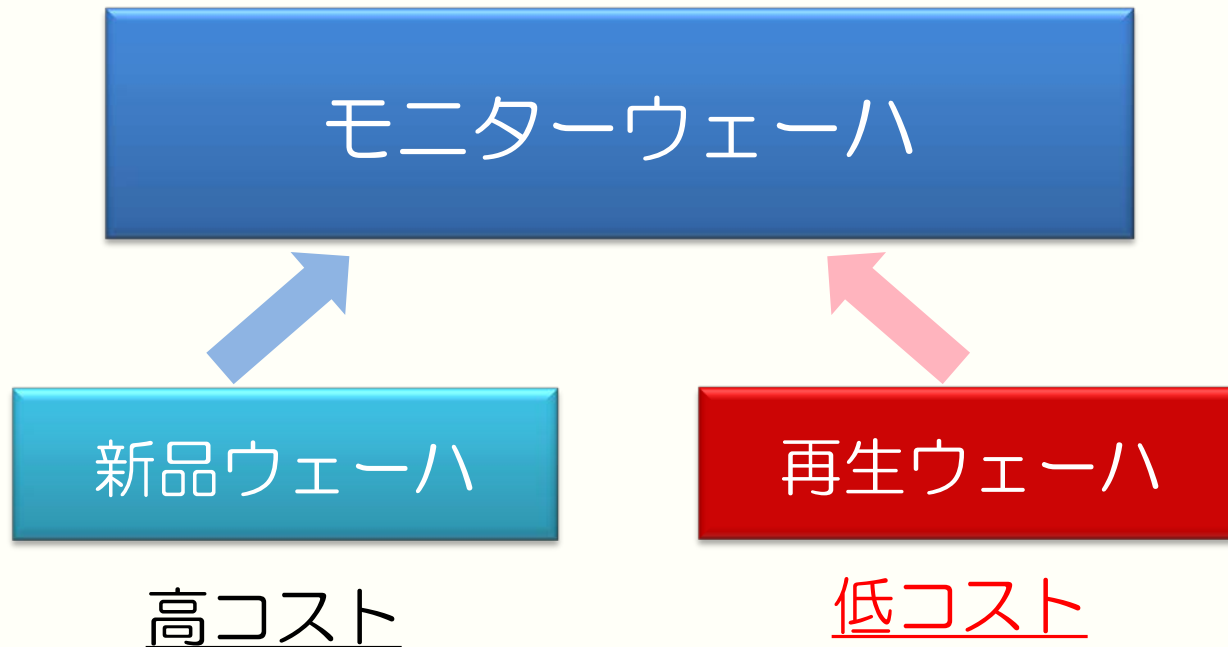 モニターウェーハ
新品ウェーハ
再生ウェーハ
高コスト
低コスト